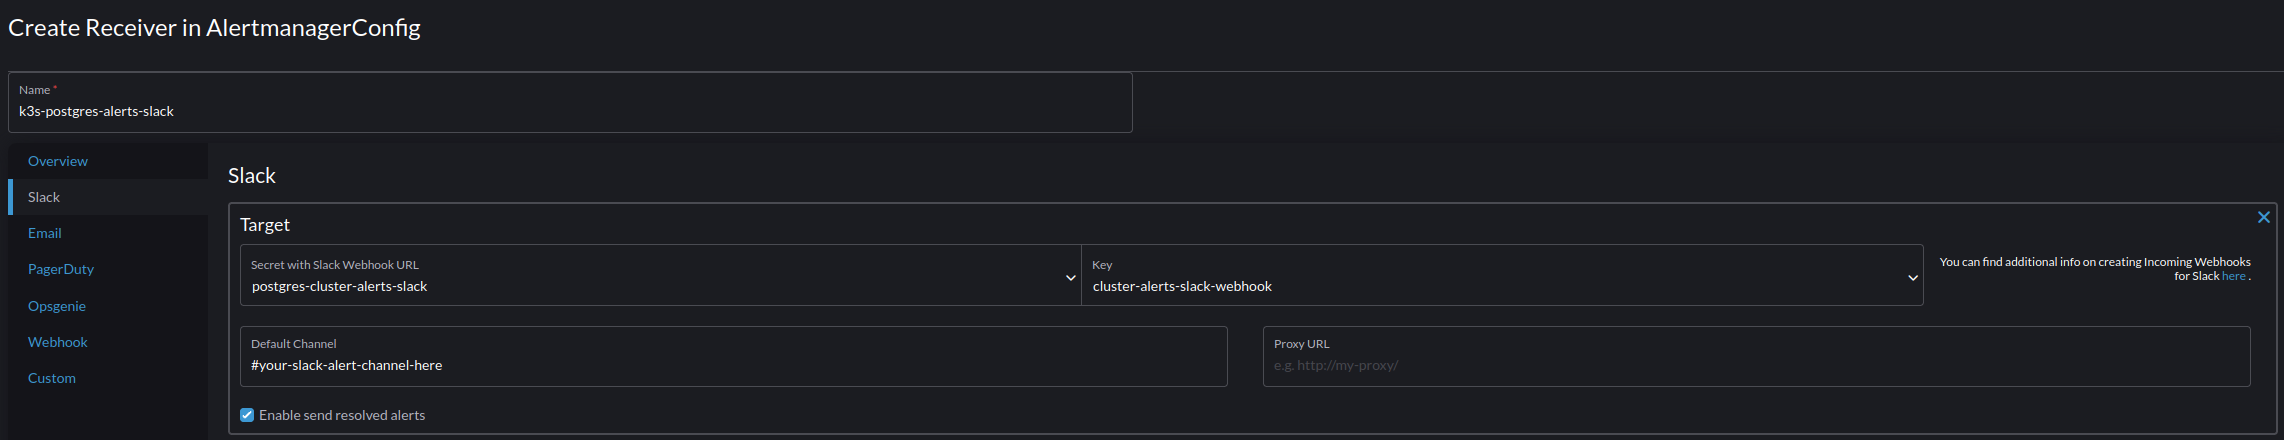 Create Receiver in AlertmanagerConfig
Name *
k3s-postgres-alerts-slack
Overview
Slack
Email
PagerDuty
Opsgenie
Webhook
Custom
Slack
Target
Secret with Slack Webhook URL
postgres-cluster-alerts-slack
Key
cluster-alerts-slack-webhook
You can find additional info on creating Incoming Webhooks
for Slack here .
Default Channel
#your-slack-alert-channel-here
Proxy URL
e.g. http://my-proxy/
Enable send resolved alerts